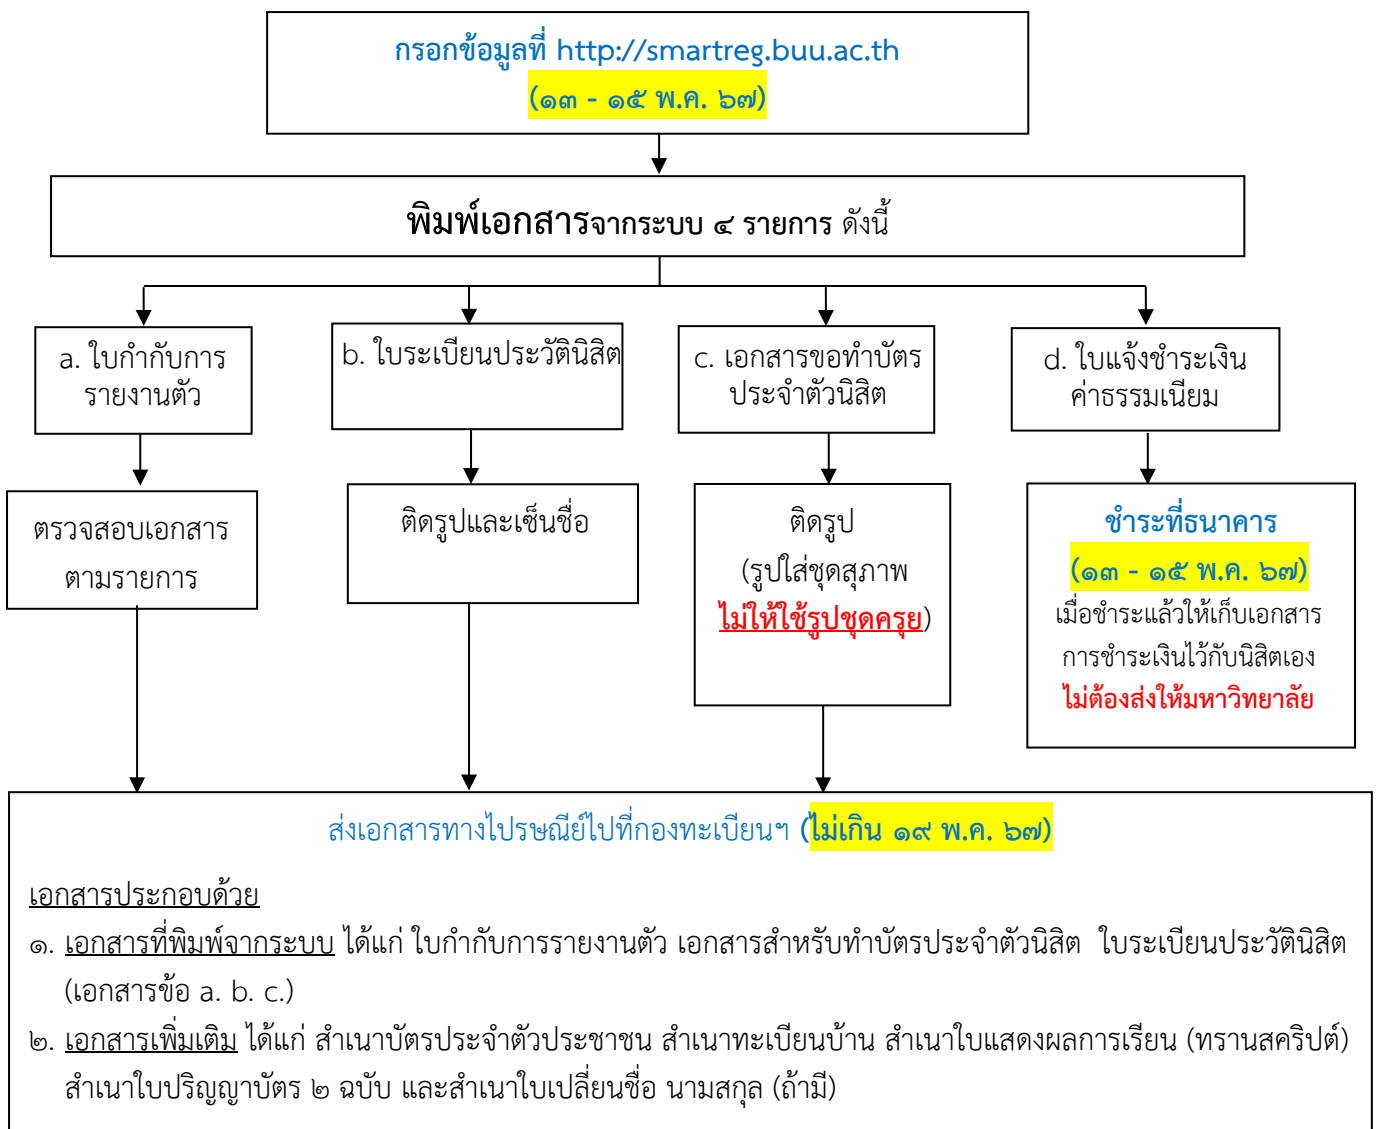 กรอกข้อมูลที่ http://smartreg.buu.ac.th
(๑๓ - ๑๕ พ.ค. ๖๗)
พิมพ์เอกสารจากระบบ ๔ รายการ ดังนี้
a. ใบกำกับการ
รายงานตัว
b. ใบระเบียนประวัตินิสิต
c. เอกสารขอทำบัตร
ประจำตัวนิสิต
d. ใบแจ้งชำระเงิน
ค่าธรรมเนียม
ตรวจสอบเอกสาร
ตามรายการ
ติดรูปและเซ็นชื่อ
ติดรูป
(รูปใส่ชุดสุภาพ
ไม่ให้ใช้รูปชุดครุย)
ชำระที่ธนาคาร
(๑๓ - ๑๕ พ.ค. ๖๗)
เมื่อชำระแล้วให้เก็บเอกสาร
การชำระเงินไว้กับนิสิตเอง
ไม่ต้องส่งให้มหาวิทยาลัย
ส่งเอกสารทางไปรษณีย์ไปที่กองทะเบียนฯ (ไม่เกิน ๑๙ พ.ค. ๖๗)
เอกสารประกอบด้วย
๑. เอกสารที่พิมพ์จากระบบ ได้แก่ ใบกำกับการรายงานตัว เอกสารสำหรับทำบัตรประจำตัวนิสิต ใบระเบียนประวัตินิสิต
(เอกสารข้อ a. b. c.)
๒. เอกสารเพิ่มเติม ได้แก่ สำเนาบัตรประจำตัวประชาชน สำเนาทะเบียนบ้าน สำเนาใบแสดงผลการเรียน (ทรานสคริปต์)
สำเนาใบปริญญาบัตร ๒ ฉบับ และสำเนาใบเปลี่ยนชื่อ นามสกุล (ถ้ามี)